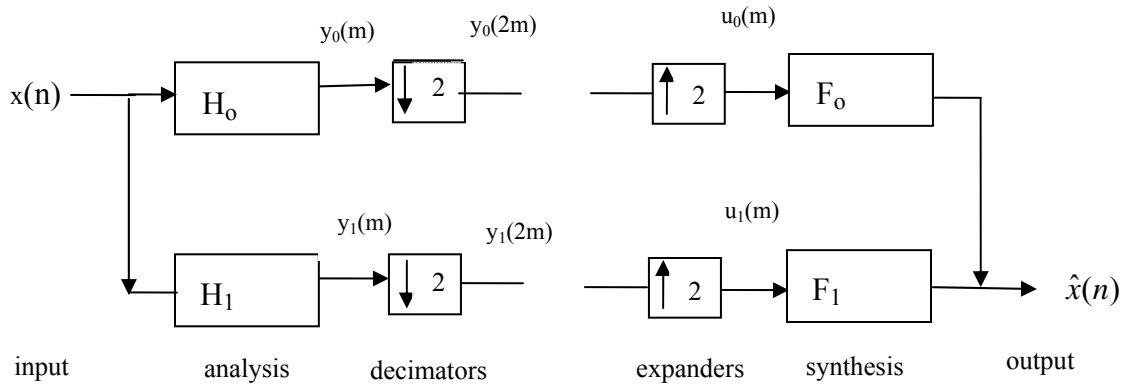 y₀(m) y₀(2m) u₀(m)
x(n) Hₒ 2 2 Fₒ
y₁(m) y₁(2m) u₁(m)
H₁ 2 2 F₁ x̂(n)
input analysis decimators expanders synthesis output